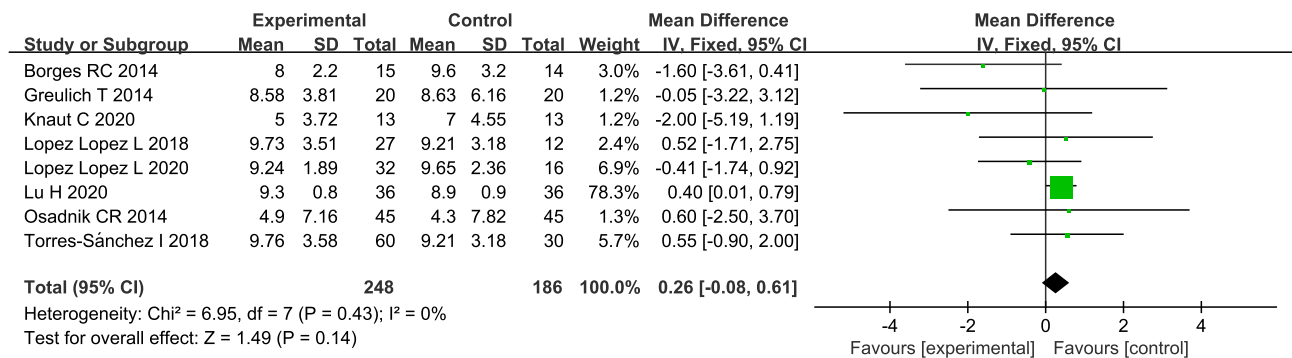 Experimental Control Mean Difference Mean Difference
Study or Subgroup Mean SD Total Mean SD Total Weight IV, Fixed, 95% CI IV, Fixed, 95% CI
Borges RC 2014 8 2.2 15 9.6 3.2 14 3.0% -1.60 [-3.61, 0.41]
Greulich T 2014 8.58 3.81 20 8.63 6.16 20 1.2% -0.05 [-3.22, 3.12]
Knaut C 2020 5 3.72 13 7 4.55 13 1.2% -2.00 [-5.19, 1.19]
Lopez Lopez L 2018 9.73 3.51 27 9.21 3.18 12 2.4% 0.52 [-1.71, 2.75]
Lopez Lopez L 2020 9.24 1.89 32 9.65 2.36 16 6.9% -0.41 [-1.74, 0.92]
Lu H 2020 9.3 0.8 36 8.9 0.9 36 78.3% 0.40 [0.01, 0.79]
Osadnik CR 2014 4.9 7.16 45 4.3 7.82 45 1.3% 0.60 [-2.50, 3.70]
Torres-Sánchez I 2018 9.76 3.58 60 9.21 3.18 30 5.7% 0.55 [-0.90, 2.00]
Total (95% CI) 248 186 100.0% 0.26 [-0.08, 0.61]
Heterogeneity: Chi² = 6.95, df = 7 (P = 0.43); I² = 0%
Test for overall effect: Z = 1.49 (P = 0.14)
-4 -2 0 2 4
Favours [experimental] Favours [control]